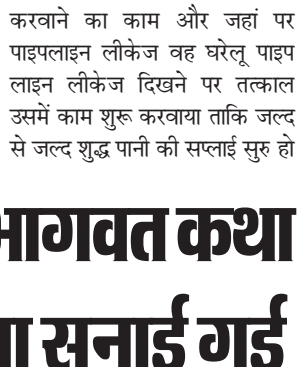 करवाने का काम और जहां पर
पाइपलाइन लीकेज वह घरेलू पाइप
लाइन लीकेज दिखने पर तत्काल
उसमें काम शुरू करवाया ताकि जल्द
से जल्द शुद्ध पानी की सप्लाई सुरु हो
भागवत कथा
सुनाई गई